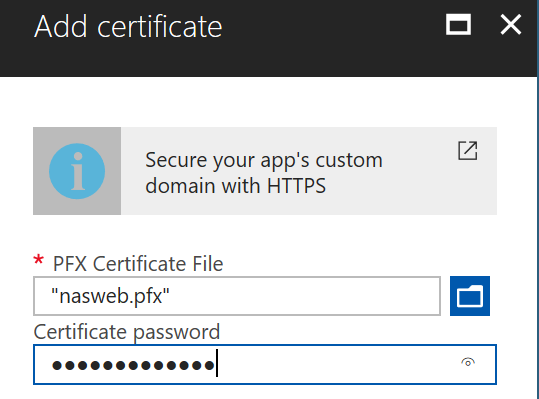 Add certificate
Secure your app's custom
domain with HTTPS
* PFX Certificate File
"nasweb.pfx"
Certificate password
●●●●●●●●●●●●●